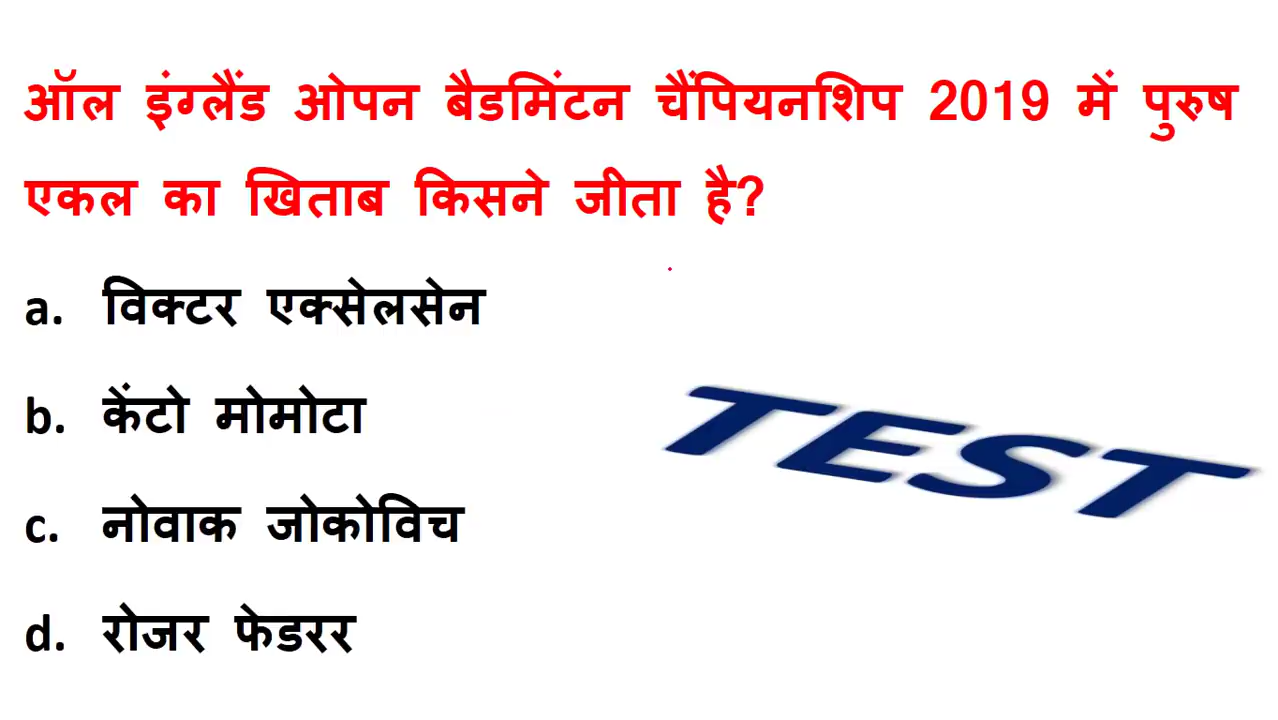 ऑल इंग्लैंड ओपन बैडमिंटन चैंपियनशिप 2019 में पुरुष
एकल का खिताब किसने जीता है?
a. विक्टर एक्सेलसेन
b. केंटो मोमोटा
c. नोवाक जोकोविच
d. रोजर फेडरर
TEST